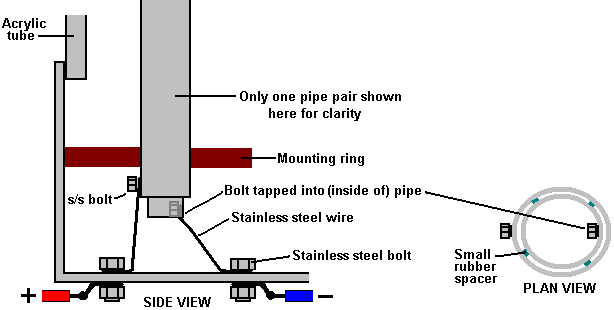 Acrylic
tube
Only one pipe pair shown
here for clarity
Mounting ring
s/s bolt
Bolt tapped into (inside of) pipe
Stainless steel wire
Stainless steel bolt
Small
rubber
spacer
+
SIDE VIEW
–
PLAN VIEW